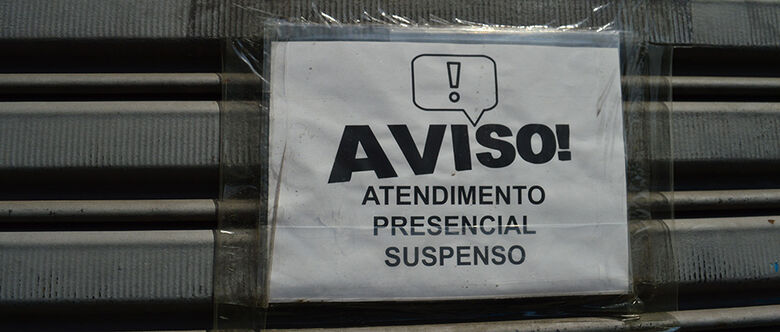 !
AVISO!
ATENDIMENTO
PRESENCIAL
SUSPENSO